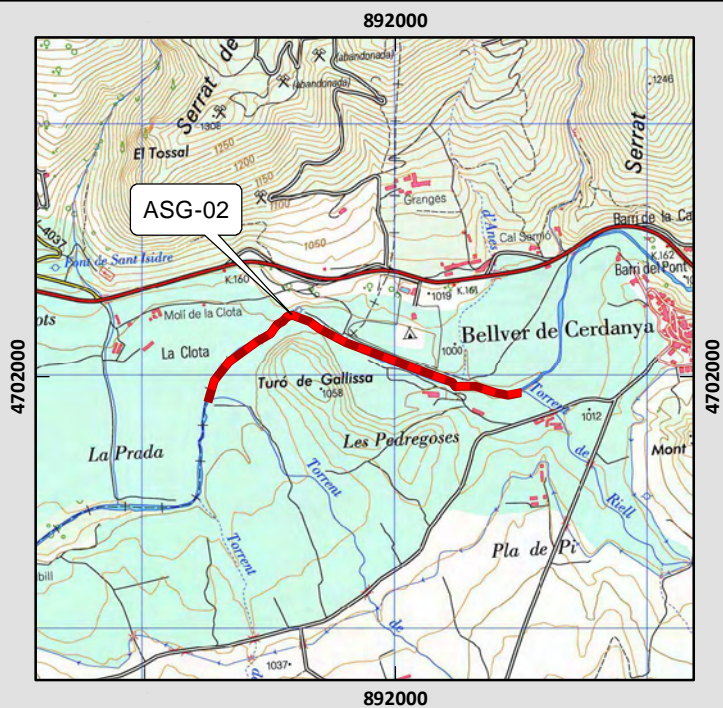 892000
4702000
4702000
892000
ASG-02
Serrat de
(abandonada)
(abandonada)
1308
El Tossal
1250
1200
1150
1100
1050
1246
Serrat
Granges
d'Anes
Cal Sarmó
Barri de la Ca
K.162
Barri del Pont
4037
Pont de Sant Isidre
K.160
K.161
1019
ots
Molí de la Clota
La Clota
Bellver de Cerdanya
1000
Turó de Gallissa
1058
Torrent
de
Riell
1012
La Prada
Les Pedregoses
Mont
Torrent
de
Torrent
d
Pla de Pi
bill
1037